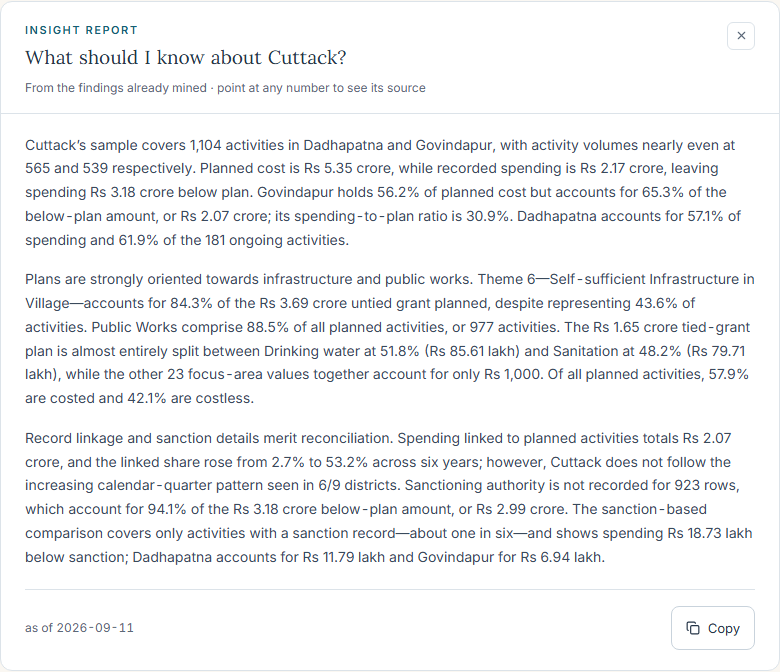 INSIGHT REPORT
What should I know about Cuttack?
From the findings already mined · point at any number to see its source
Cuttack’s sample covers 1,104 activities in Dadhapatna and Govindapur, with activity volumes nearly even at
565 and 539 respectively. Planned cost is Rs 5.35 crore, while recorded spending is Rs 2.17 crore, leaving
spending Rs 3.18 crore below plan. Govindapur holds 56.2% of planned cost but accounts for 65.3% of the
below-plan amount, or Rs 2.07 crore; its spending-to-plan ratio is 30.9%. Dadhapatna accounts for 57.1% of
spending and 61.9% of the 181 ongoing activities.
Plans are strongly oriented towards infrastructure and public works. Theme 6—Self-sufficient Infrastructure in
Village—accounts for 84.3% of the Rs 3.69 crore untied grant planned, despite representing 43.6% of
activities. Public Works comprise 88.5% of all planned activities, or 977 activities. The Rs 1.65 crore tied-grant
plan is almost entirely split between Drinking water at 51.8% (Rs 85.61 lakh) and Sanitation at 48.2% (Rs 79.71
lakh), while the other 23 focus-area values together account for only Rs 1,000. Of all planned activities, 57.9%
are costed and 42.1% are costless.
Record linkage and sanction details merit reconciliation. Spending linked to planned activities totals Rs 2.07
crore, and the linked share rose from 2.7% to 53.2% across six years; however, Cuttack does not follow the
increasing calendar-quarter pattern seen in 6/9 districts. Sanctioning authority is not recorded for 923 rows,
which account for 94.1% of the Rs 3.18 crore below-plan amount, or Rs 2.99 crore. The sanction-based
comparison covers only activities with a sanction record—about one in six—and shows spending Rs 18.73 lakh
below sanction; Dadhapatna accounts for Rs 11.79 lakh and Govindapur for Rs 6.94 lakh.
as of 2026-09-11
Copy